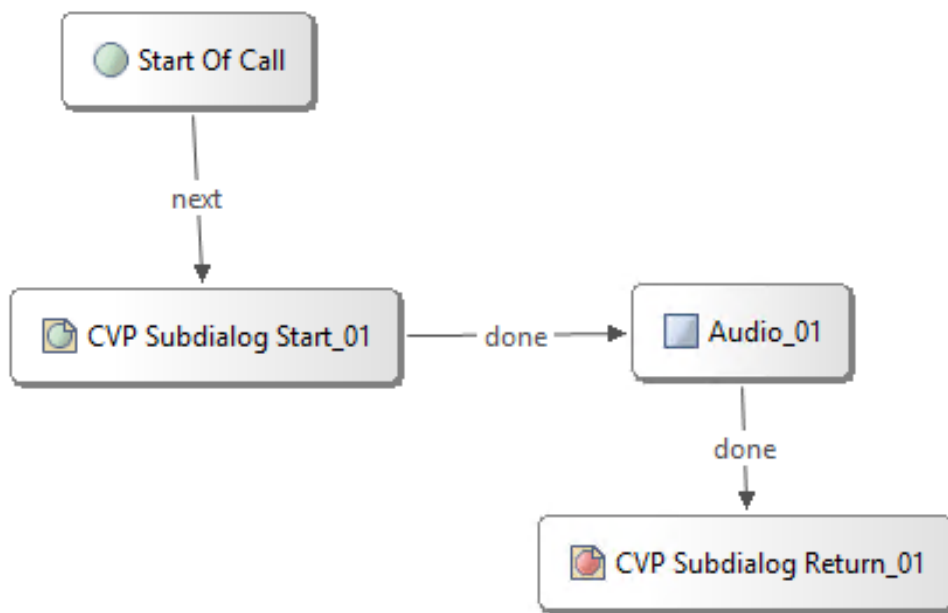 Start Of Call
next
CVP Subdialog Start_01
done
Audio_01
done
CVP Subdialog Return_01